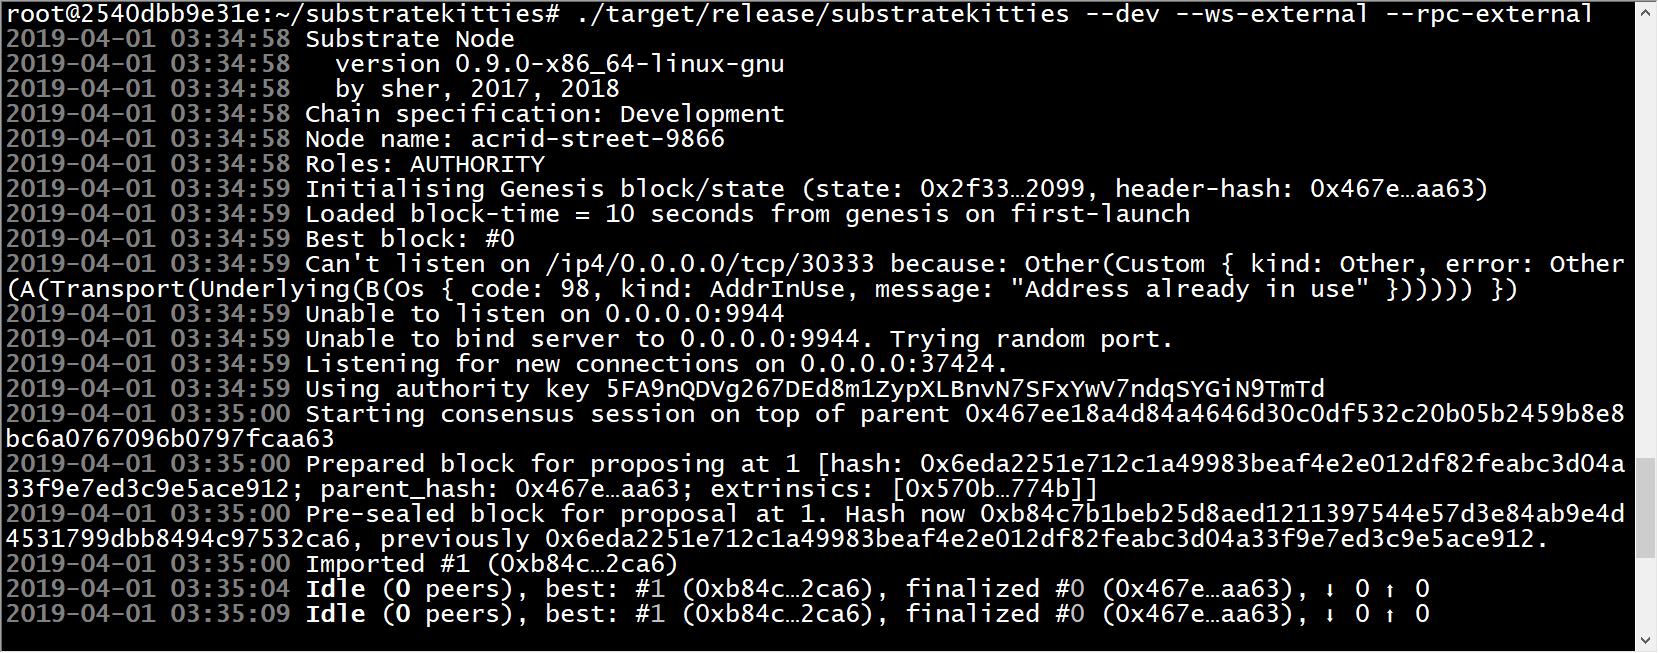 root@2540dbb9e31e:~/substratekitties# ./target/release/substratekitties --dev --ws-external --rpc-external
2019-04-01 03:34:58 Substrate Node
2019-04-01 03:34:58   version 0.9.0-x86_64-linux-gnu
2019-04-01 03:34:58   by sher, 2017, 2018
2019-04-01 03:34:58 Chain specification: Development
2019-04-01 03:34:58 Node name: acrid-street-9866
2019-04-01 03:34:58 Roles: AUTHORITY
2019-04-01 03:34:59 Initialising Genesis block/state (state: 0x2f33…2099, header-hash: 0x467e…aa63)
2019-04-01 03:34:59 Loaded block-time = 10 seconds from genesis on first-launch
2019-04-01 03:34:59 Best block: #0
2019-04-01 03:34:59 Can't listen on /ip4/0.0.0.0/tcp/30333 because: Other(Custom { kind: Other, error: Other
(A(Transport(Underlying(B(Os { code: 98, kind: AddrInUse, message: "Address already in use" }))))) })
2019-04-01 03:34:59 Unable to listen on 0.0.0.0:9944
2019-04-01 03:34:59 Unable to bind server to 0.0.0.0:9944. Trying random port.
2019-04-01 03:34:59 Listening for new connections on 0.0.0.0:37424.
2019-04-01 03:34:59 Using authority key 5FA9nQDVg267DEd8m1ZypXLBnvN7SFxYwV7ndqSYGiN9TmTd
2019-04-01 03:35:00 Starting consensus session on top of parent 0x467ee18a4d84a4646d30c0df532c20b05b2459b8e8
bc6a0767096b0797fcaa63
2019-04-01 03:35:00 Prepared block for proposing at 1 [hash: 0x6eda2251e712c1a49983beaf4e2e012df82feabc3d04a
33f9e7ed3c9e5ace912; parent_hash: 0x467e…aa63; extrinsics: [0x570b…774b]]
2019-04-01 03:35:00 Pre-sealed block for proposal at 1. Hash now 0xb84c7b1beb25d8aed1211397544e57d3e84ab9e4d
4531799dbb8494c97532ca6, previously 0x6eda2251e712c1a49983beaf4e2e012df82feabc3d04a33f9e7ed3c9e5ace912.
2019-04-01 03:35:00 Imported #1 (0xb84c…2ca6)
2019-04-01 03:35:04 Idle (0 peers), best: #1 (0xb84c…2ca6), finalized #0 (0x467e…aa63), ⬇ 0 ⬆ 0
2019-04-01 03:35:09 Idle (0 peers), best: #1 (0xb84c…2ca6), finalized #0 (0x467e…aa63), ⬇ 0 ⬆ 0